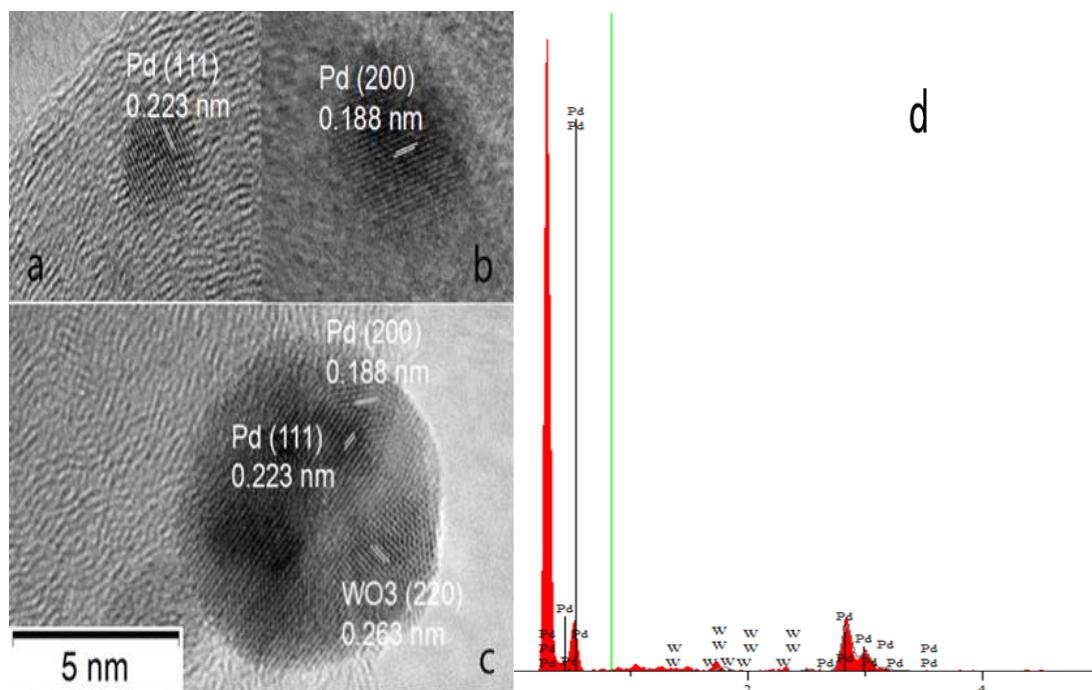 Pd (111)
0.223 nm
a
Pd (200)
0.188 nm
b
Pd (200)
0.188 nm
Pd (111)
0.223 nm
WO3 (220)
0.263 nm
5 nm
c
d
Pd
Pd
Pd
Pd
Pd Pd W W W Pd
Pd W W W W Pd Pd
Pd Pd W W W W W Pd Pd Pd Pd Pd
4